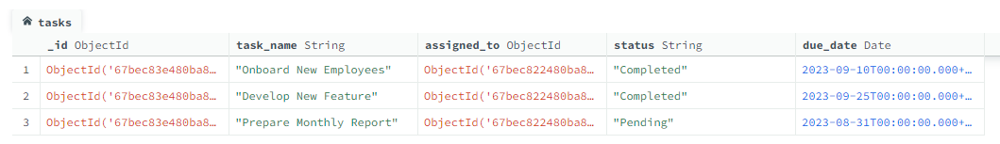 tasks
_id ObjectId task_name String assigned_to ObjectId status String due_date Date
1 ObjectId('67bec83e480ba8… "Onboard New Employees" ObjectId('67bec822480ba8… "Completed" 2023-09-10T00:00:00.000+…
2 ObjectId('67bec83e480ba8… "Develop New Feature" ObjectId('67bec822480ba8… "Completed" 2023-09-25T00:00:00.000+…
3 ObjectId('67bec83e480ba8… "Prepare Monthly Report" ObjectId('67bec822480ba8… "Pending" 2023-08-31T00:00:00.000+…